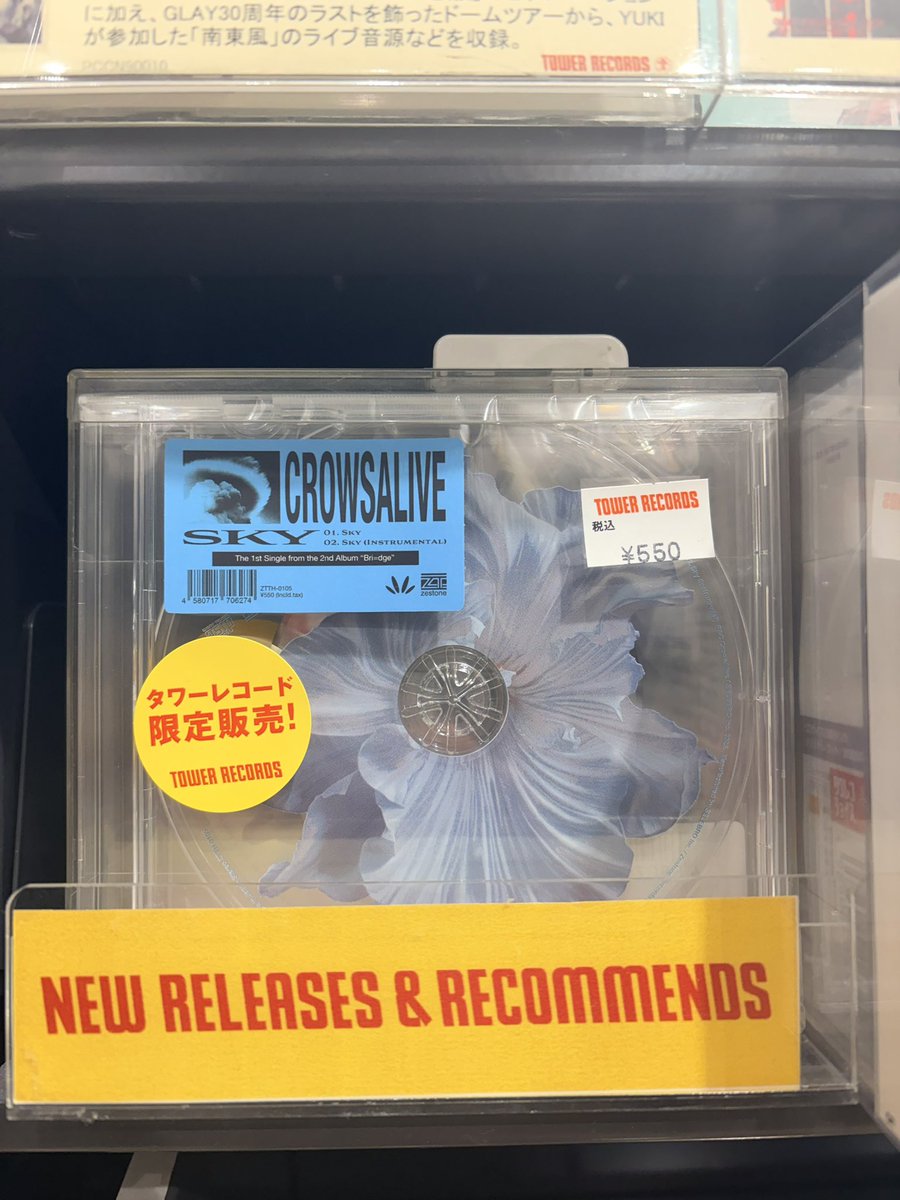 に加え、GLAY30周年のラストを飾ったドームツアーから、YUKI
が参加した「南東風」のライブ音源などを収録。
PCCN90010
TOWER RECORDS
CROWSALIVE
SKY
01. SKY
02. SKY (INSTRUMENTAL)
The 1st Single from the 2nd Album "Bri=dge"
4 580717 706274
ZTTH-0105
¥550 (incld.tax)
zestone
TOWER RECORDS
税込
¥550
タワーレコード
限定販売!
TOWER RECORDS
NEW RELEASES & RECOMMENDS